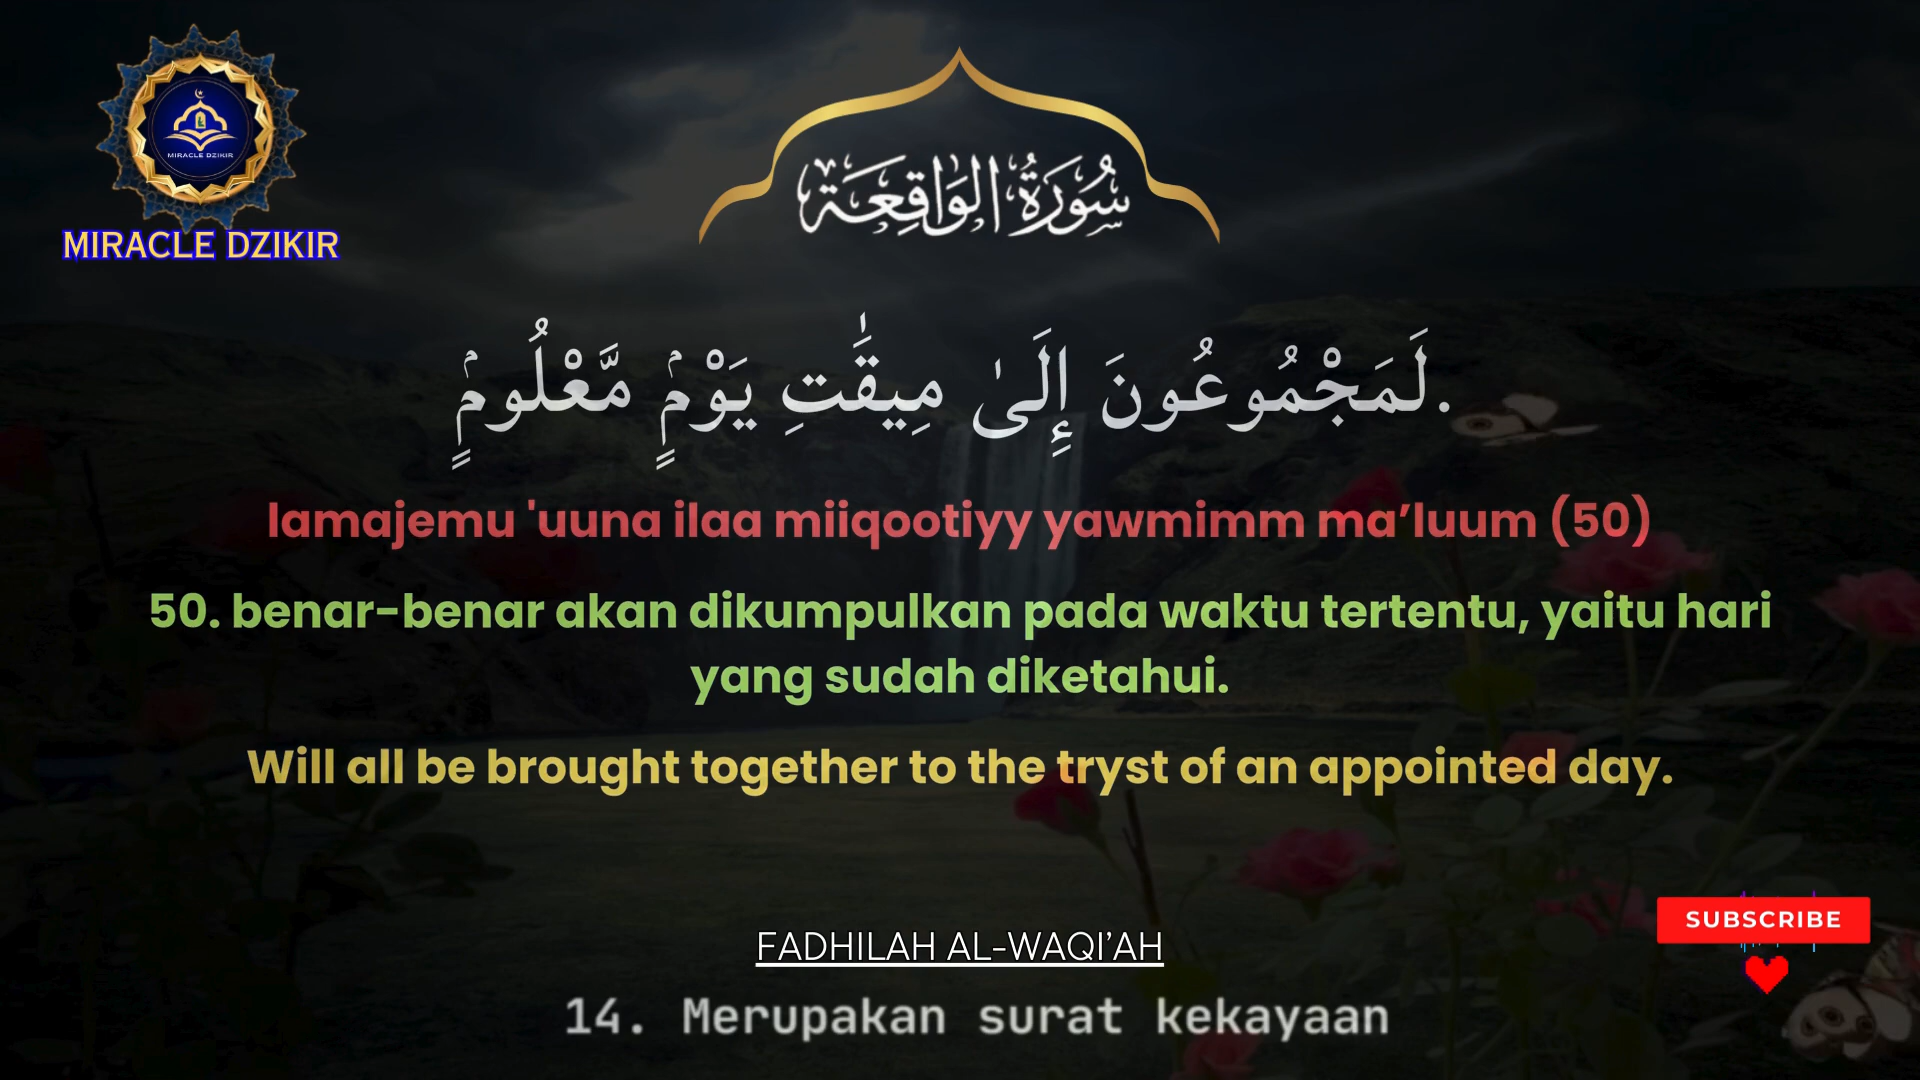 MIRACLE DZIKIR
MIRACLE DZIKIR
سُورَةُ الوَاقِعَة
لَمَجْمُوعُونَ إِلَىٰ مِيقَٰتِ يَوْمٍۢ مَّعْلُومٍۢ.
lamajemu 'uuna ilaa miiqootiyy yawmimm ma’luum (50)
50. benar-benar akan dikumpulkan pada waktu tertentu, yaitu hari
yang sudah diketahui.
Will all be brought together to the tryst of an appointed day.
SUBSCRIBE
FADHILAH AL-WAQI’AH
14. Merupakan surat kekayaan